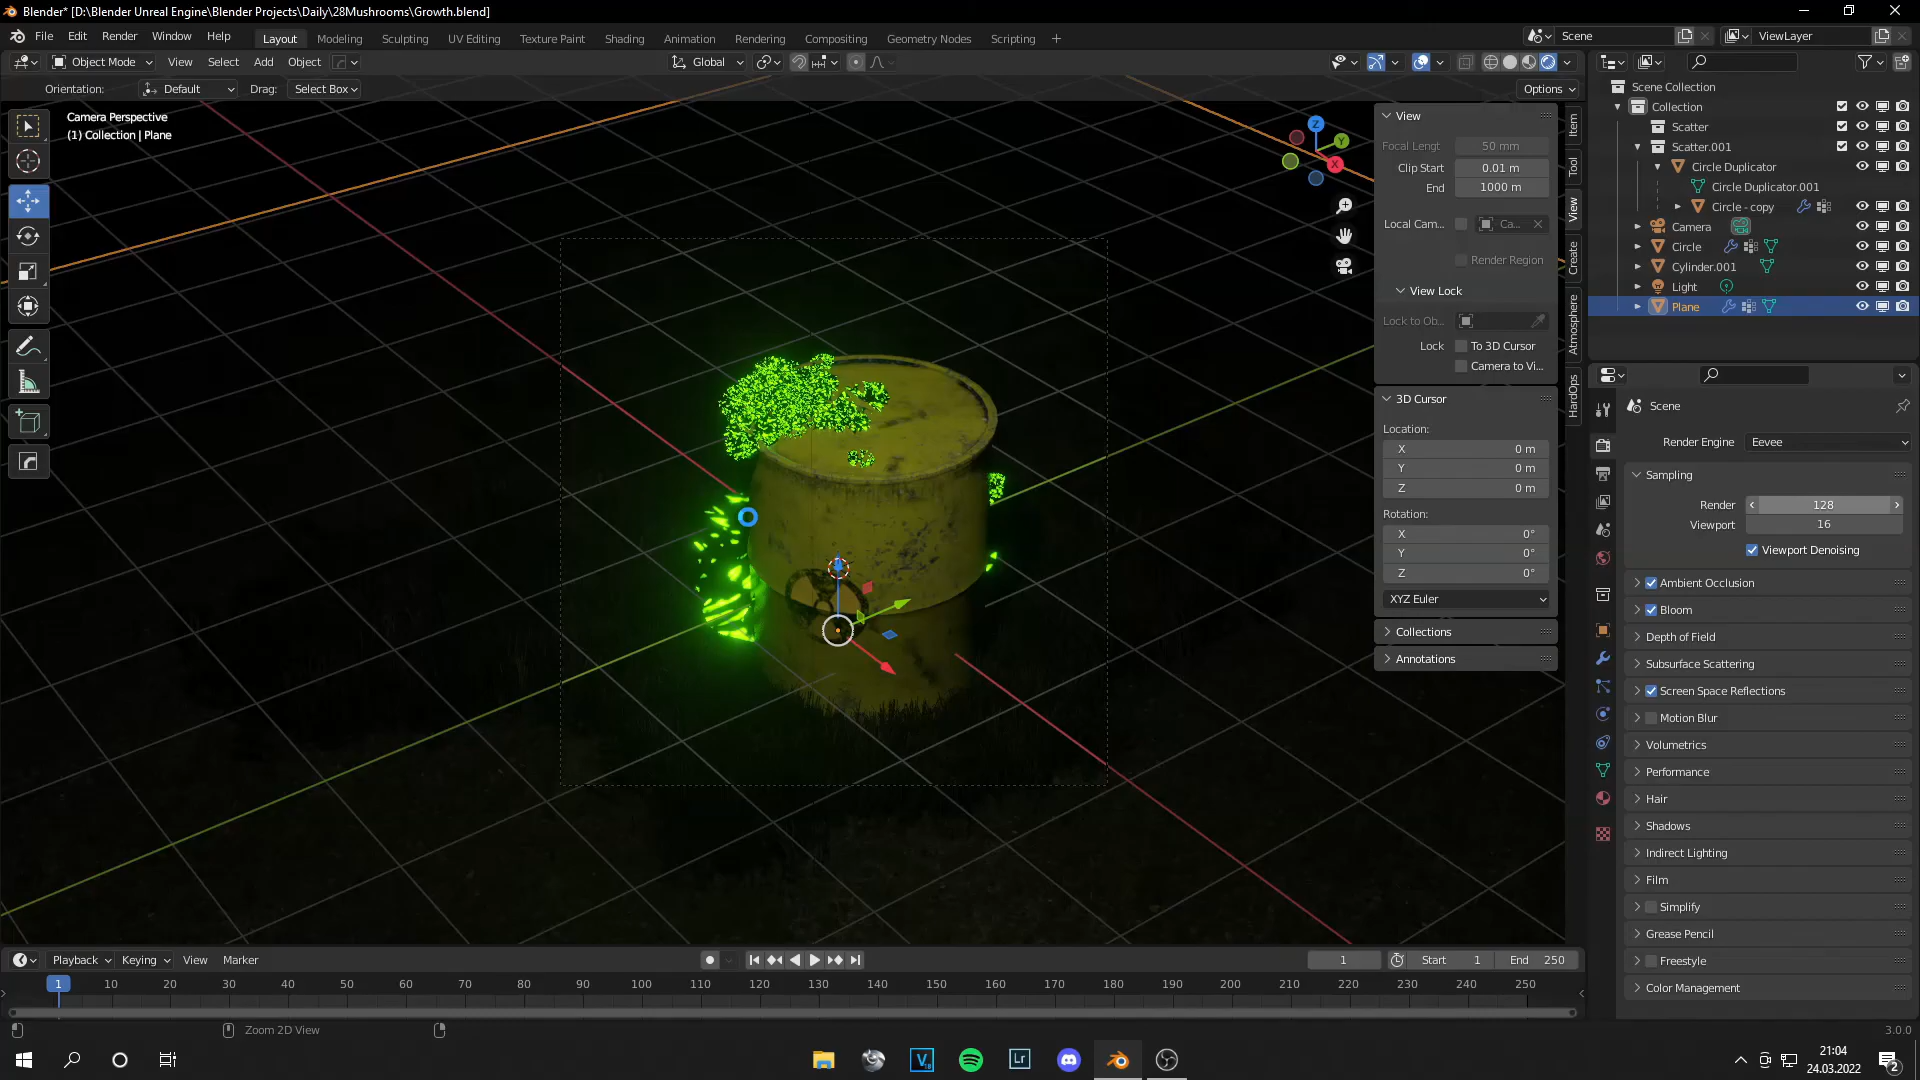 Blender* [D:\Blender Unreal Engine\Blender Projects\Daily\28Mushrooms\Growth.blend]
File Edit Render Window Help Layout Modeling Sculpting UV Editing Texture Paint Shading Animation Rendering Compositing Geometry Nodes Scripting + Scene ViewLayer
Object Mode View Select Add Object Global
Orientation: Default Drag: Select Box Options
Camera Perspective
(1) Collection | Plane
Z
Y
X
View
Focal Lengt 50 mm
Clip Start 0.01 m
End 1000 m
Local Cam... Ca...
Render Region
View Lock
Lock to Ob...
Lock To 3D Cursor
Camera to Vi...
3D Cursor
Location:
X 0 m
Y 0 m
Z 0 m
Rotation:
X 0°
Y 0°
Z 0°
XYZ Euler
Collections
Annotations
Item
Tool
View
Create
Atmosphere
HardOps
Scene Collection
Collection
Scatter
Scatter.001
Circle Duplicator
Circle Duplicator.001
Circle - copy
Camera
Circle
Cylinder.001
Light
Plane
Scene
Render Engine Eevee
Sampling
Render 128
Viewport 16
Viewport Denoising
Ambient Occlusion
Bloom
Depth of Field
Subsurface Scattering
Screen Space Reflections
Motion Blur
Volumetrics
Performance
Hair
Shadows
Indirect Lighting
Film
Simplify
Grease Pencil
Freestyle
Color Management
Playback Keying View Marker 1 Start 1 End 250
1 10 20 30 40 50 60 70 80 90 100 110 120 130 140 150 160 170 180 190 200 210 220 230 240 250
Zoom 2D View 3.0.0
V
18
Lr
21:04
24.03.2022
2